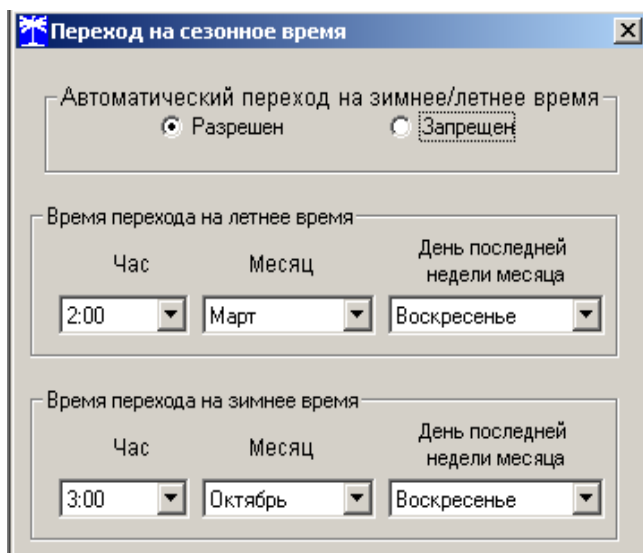 Переход на сезонное время
Автоматический переход на зимнее/летнее время
Разрешен Запрещен
Время перехода на летнее время
Час Месяц День последней недели месяца
2:00 Март Воскресенье
Время перехода на зимнее время
Час Месяц День последней недели месяца
3:00 Октябрь Воскресенье